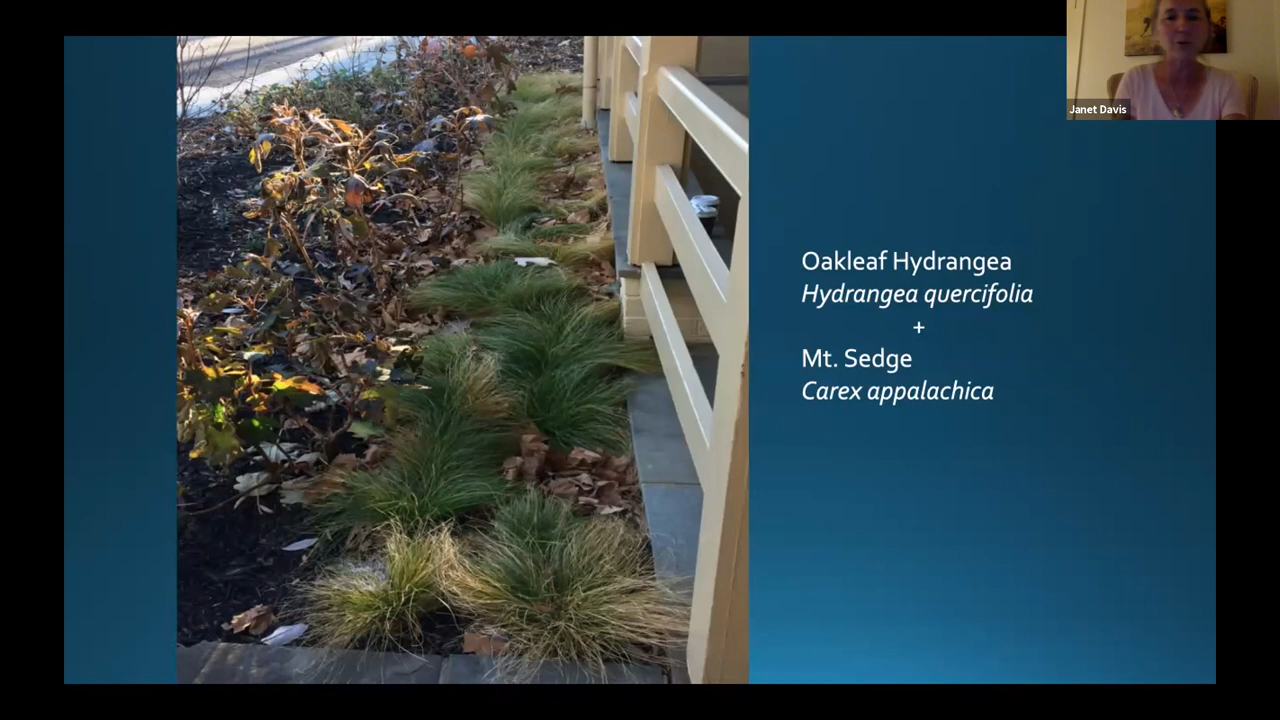 Janet Davis
Oakleaf Hydrangea
Hydrangea quercifolia
+
Mt. Sedge
Carex appalachica